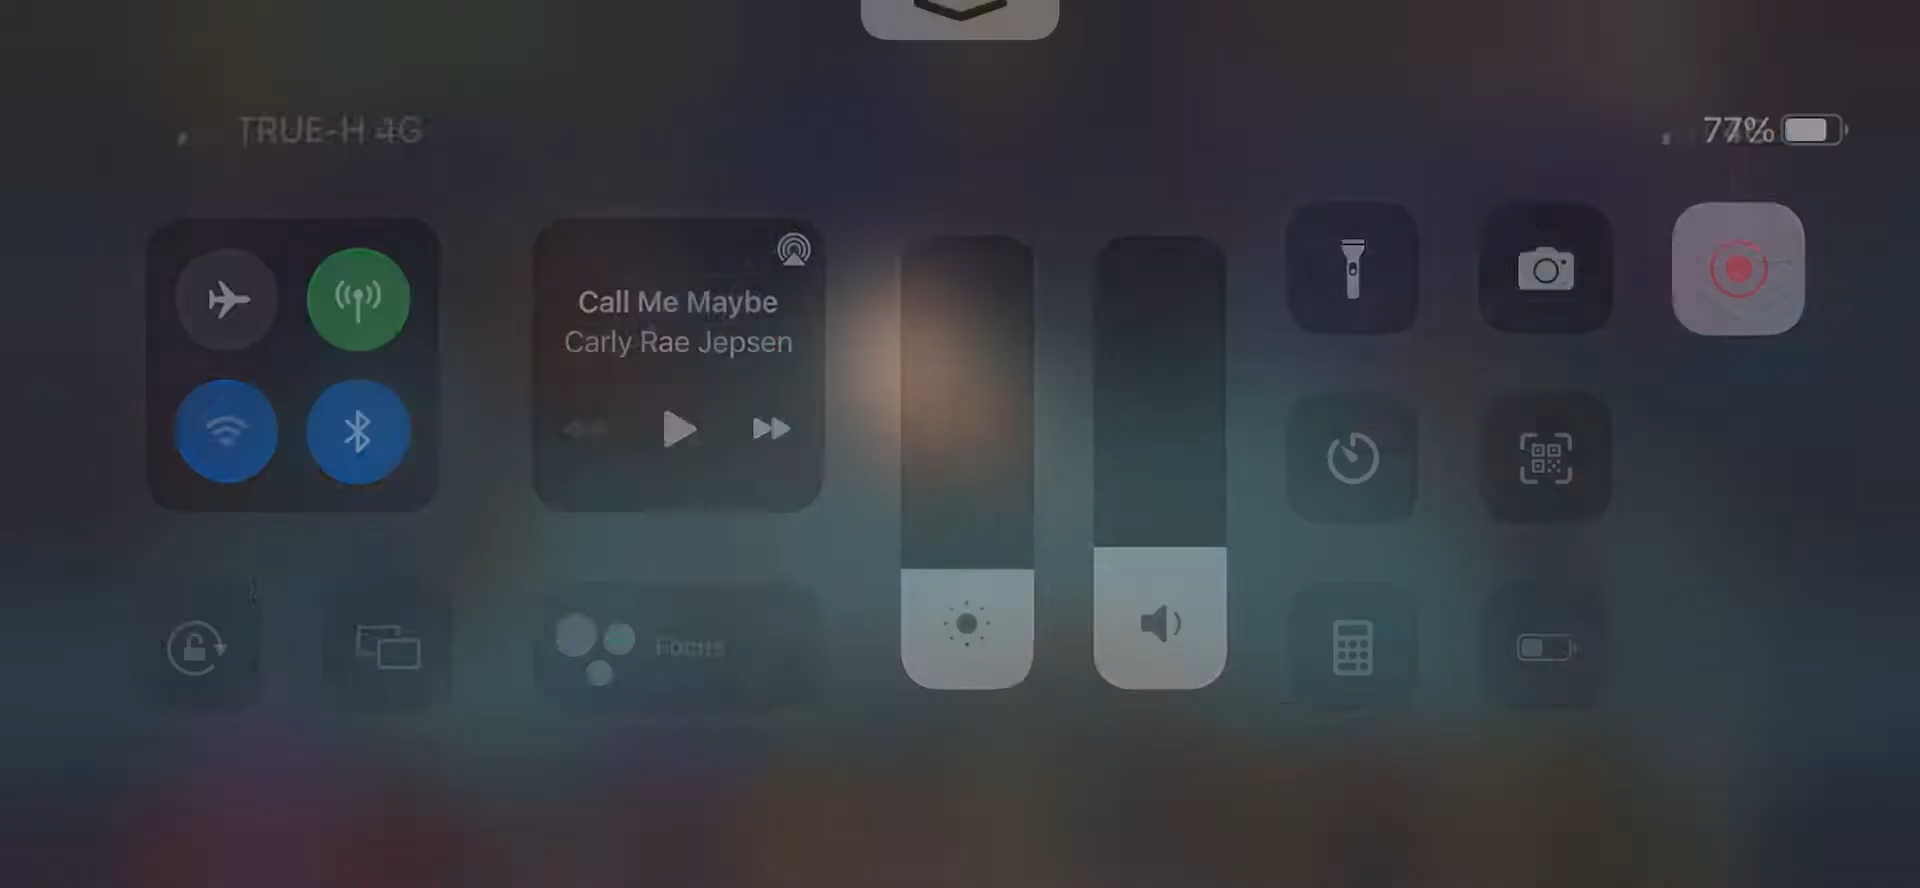 TRUE-H 4G
77%
Call Me Maybe
Carly Rae Jepsen
Focus